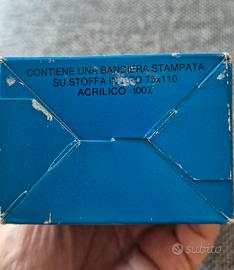 CONTIENE UNA BANDIERA STAMPATA
SU STOFFA 75x110
ACRILICO 100%
subito